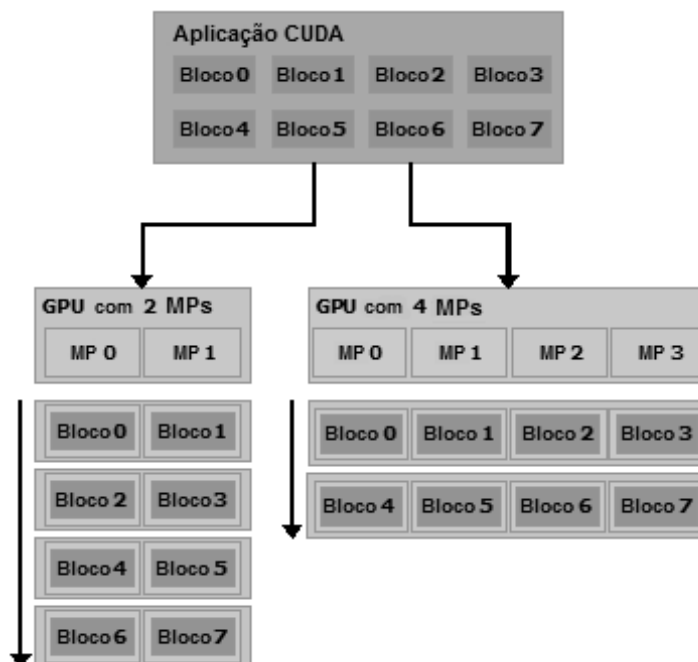 Aplicação CUDA
Bloco 0 Bloco 1 Bloco 2 Bloco 3
Bloco 4 Bloco 5 Bloco 6 Bloco 7
GPU com 2 MPs
MP 0 MP 1
Bloco 0 Bloco 1
Bloco 2 Bloco 3
Bloco 4 Bloco 5
Bloco 6 Bloco 7
GPU com 4 MPs
MP 0 MP 1 MP 2 MP 3
Bloco 0 Bloco 1 Bloco 2 Bloco 3
Bloco 4 Bloco 5 Bloco 6 Bloco 7